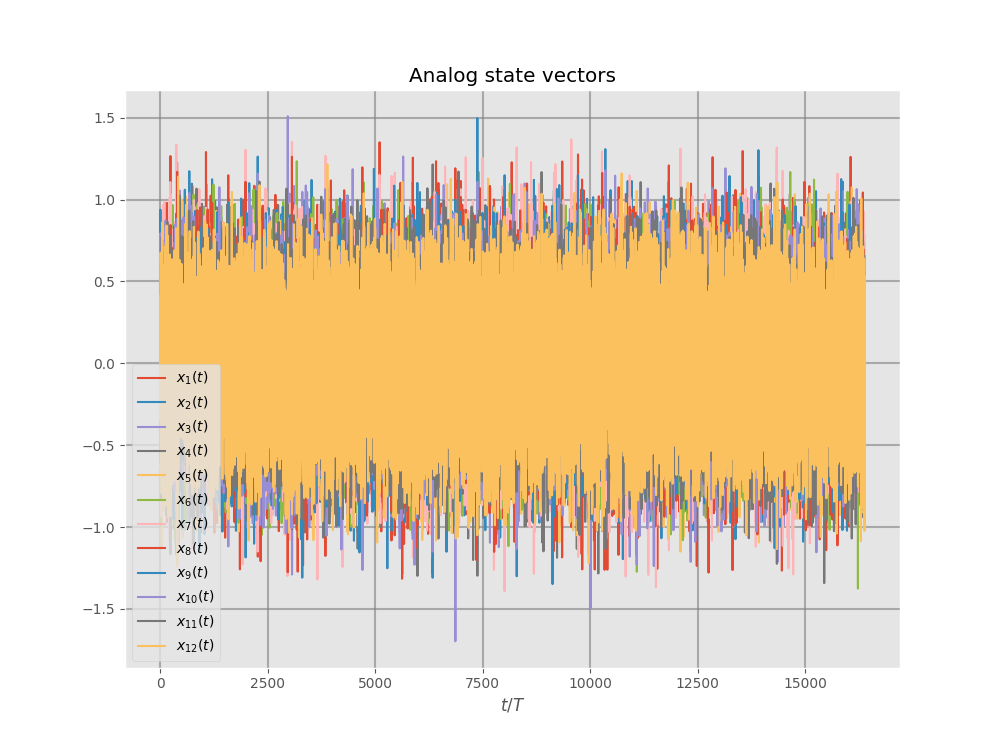 Analog state vectors
1.5
1.0
0.5
0.0
−0.5
−1.0
−1.5
x₁(t)
x₂(t)
x₃(t)
x₄(t)
x₅(t)
x₆(t)
x₇(t)
x₈(t)
x₉(t)
x₁₀(t)
x₁₁(t)
x₁₂(t)
0 2500 5000 7500 10000 12500 15000
t/T